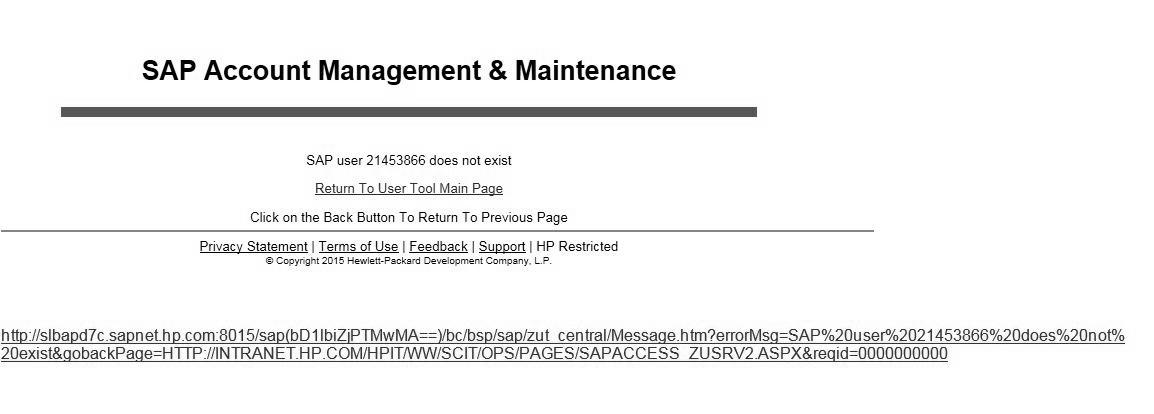 SAP Account Management & Maintenance
SAP user 21453866 does not exist
Return To User Tool Main Page
Click on the Back Button To Return To Previous Page
Privacy Statement | Terms of Use | Feedback | Support | HP Restricted
© Copyright 2015 Hewlett-Packard Development Company, L.P.
http://slbapd7c.sapnet.hp.com:8015/sap(bD1lbiZjPTMwMA==)/bc/bsp/sap/zut_central/Message.htm?errorMsg=SAP%20user%2021453866%20does%20not%
20exist&gobackPage=HTTP://INTRANET.HP.COM/HPIT/WW/SCIT/OPS/PAGES/SAPACCESS_ZUSRV2.ASPX&reqid=0000000000